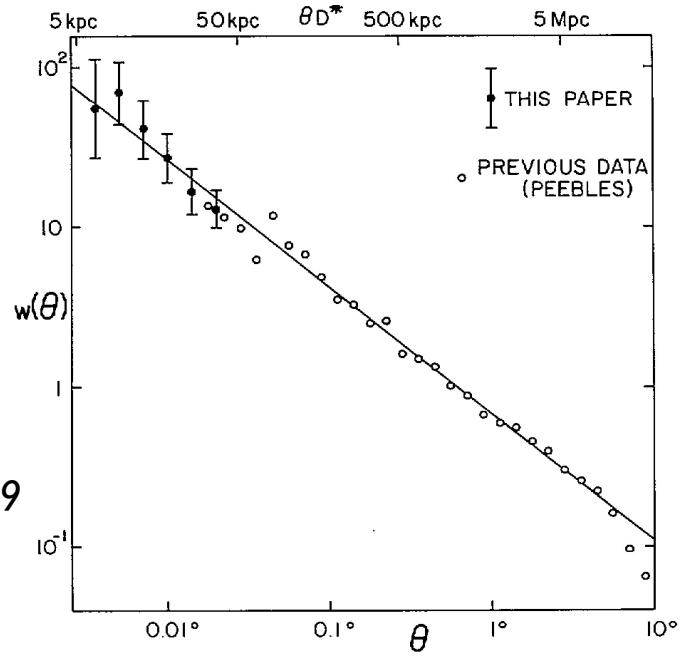 5 kpc 50 kpc θD* 500 kpc 5 Mpc
10²
THIS PAPER
PREVIOUS DATA
(PEEBLES)
10
w(θ)
1
9
10⁻¹
0.01° 0.1° θ 1° 10°